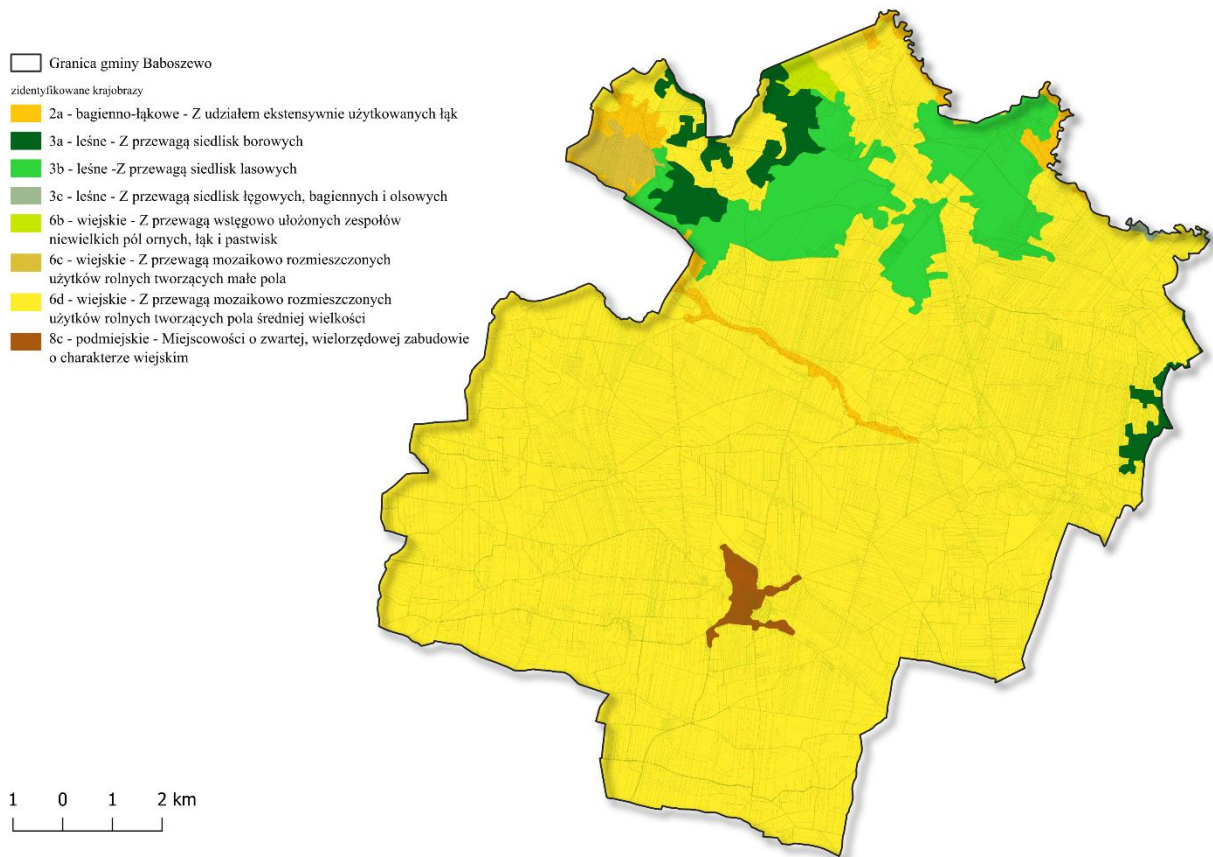 Granica gminy Baboszewo
zidentyfikowane krajobrazy
2a - bagienno-łąkowe - Z udziałem ekstensywnie użytkowanych łąk
3a - leśne - Z przewagą siedlisk borowych
3b - leśne -Z przewagą siedlisk lasowych
3c - leśne - Z przewagą siedlisk łęgowych, bagiennych i olsowych
6b - wiejskie - Z przewagą wstęgowo ułożonych zespołów
niewielkich pól ornych, łąk i pastwisk
6c - wiejskie - Z przewagą mozaikowo rozmieszczonych
użytków rolnych tworzących małe pola
6d - wiejskie - Z przewagą mozaikowo rozmieszczonych
użytków rolnych tworzących pola średniej wielkości
8c - podmiejskie - Miejscowości o zwartej, wielorzędowej zabudowie
o charakterze wiejskim
1 0 1 2 km